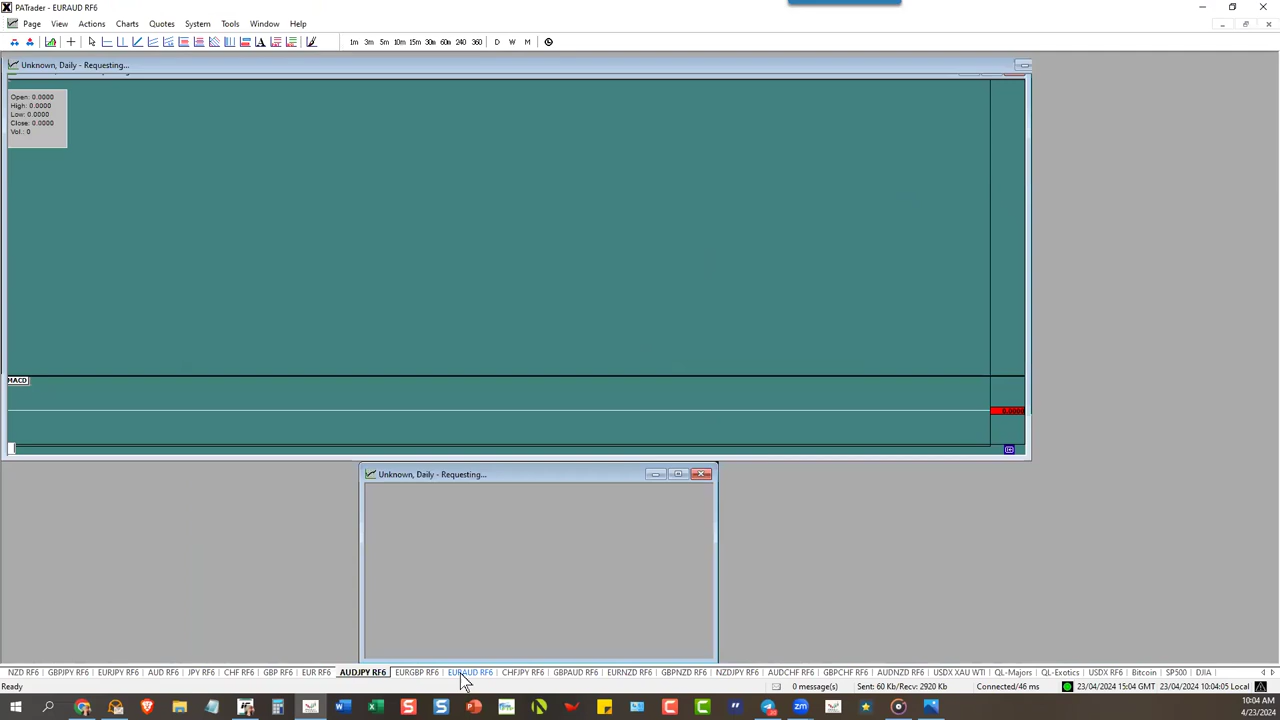 PATrader - EURAUD RF6
Page View Actions Charts Quotes System Tools Window Help
1m 3m 5m 10m 15m 30m 60m 240 360 D W M
Unknown, Daily - Requesting...
Open: 0.0000
High: 0.0000
Low: 0.0000
Close: 0.0000
Vol.: 0
MACD
0.0000
Unknown, Daily - Requesting...
NZD RF6 GBPJPY RF6 EURJPY RF6 AUD RF6 JPY RF6 CHF RF6 GBP RF6 EUR RF6 AUDJPY RF6 EURGBP RF6 EURAUD RF6 CHFJPY RF6 GBPAUD RF6 EURNZD RF6 GBPNZD RF6 NZDJPY RF6 AUDCHF RF6 GBPCHF RF6 AUDNZD RF6 USDX XAU WTI QL-Majors QL-Exotics USDX RF6 Bitcoin SP500 DJIA
Ready 0 message(s) Sent: 60 Kb/Recv: 2920 Kb Connected/46 ms 23/04/2024 15:04 GMT 23/04/2024 10:04:05 Local
10:04 AM
4/23/2024